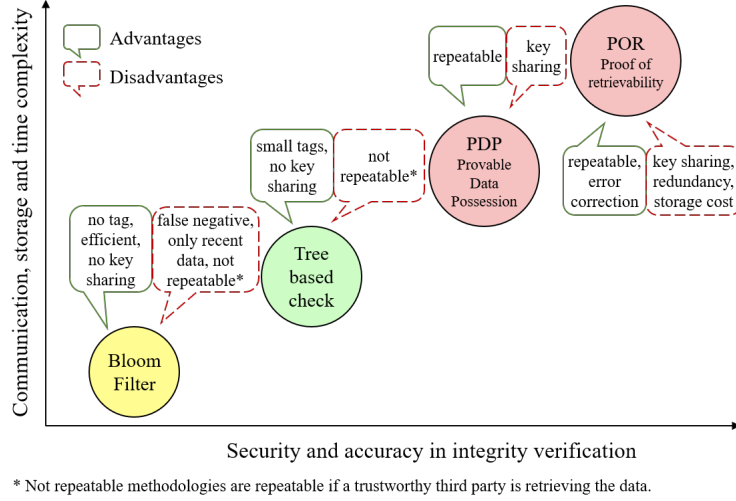 Advantages
Disadvantages
repeatable
key
sharing
POR
Proof of
retrievability
small tags,
no key
sharing
not
repeatable*
PDP
Provable
Data
Possession
repeatable,
error
correction
key sharing,
redundancy,
storage cost
no tag,
efficient,
no key
sharing
false negative,
only recent
data, not
repeatable*
Tree
based
check
Bloom
Filter
Communication, storage and time complexity
Security and accuracy in integrity verification
* Not repeatable methodologies are repeatable if a trustworthy third party is retrieving the data.